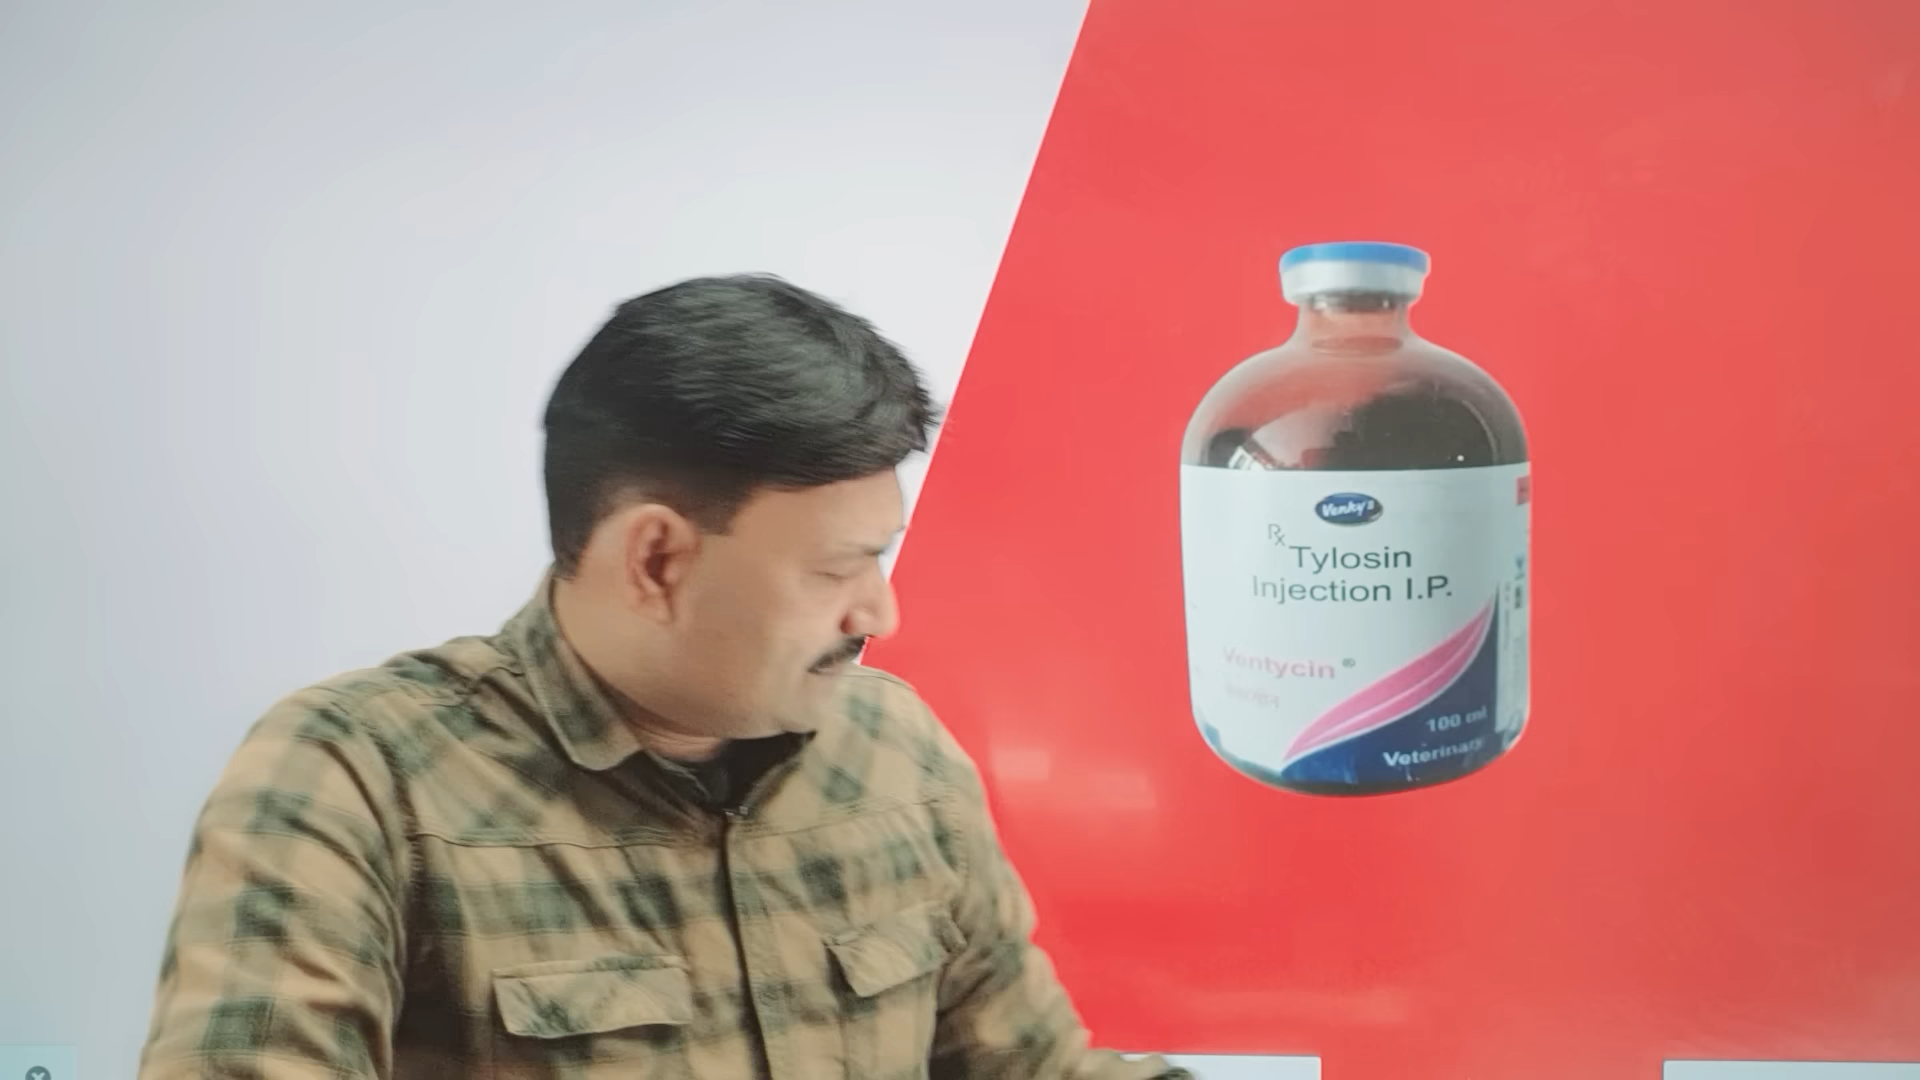 Venky's
Rx
Tylosin
Injection I.P.
Ventycin ®
100 ml
Veterinary